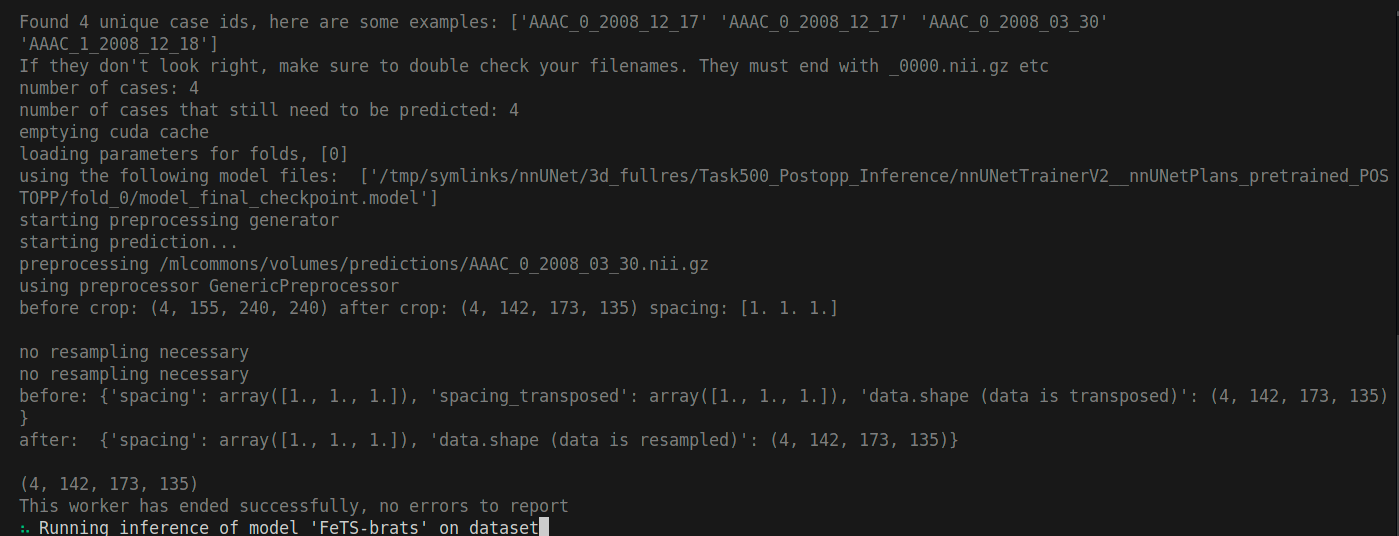 Found 4 unique case ids, here are some examples: ['AAAC_0_2008_12_17' 'AAAC_0_2008_12_17' 'AAAC_0_2008_03_30'
'AAAC_1_2008_12_18']
If they don't look right, make sure to double check your filenames. They must end with _0000.nii.gz etc
number of cases: 4
number of cases that still need to be predicted: 4
emptying cuda cache
loading parameters for folds, [0]
using the following model files:  ['/tmp/symlinks/nnUNet/3d_fullres/Task500_Postopp_Inference/nnUNetTrainerV2__nnUNetPlans_pretrained_POS
TOPP/fold_0/model_final_checkpoint.model']
starting preprocessing generator
starting prediction...
preprocessing /mlcommons/volumes/predictions/AAAC_0_2008_03_30.nii.gz
using preprocessor GenericPreprocessor
before crop: (4, 155, 240, 240) after crop: (4, 142, 173, 135) spacing: [1. 1. 1.]
no resampling necessary
no resampling necessary
before: {'spacing': array([1., 1., 1.]), 'spacing_transposed': array([1., 1., 1.]), 'data.shape (data is transposed)': (4, 142, 173, 135)
}
after:  {'spacing': array([1., 1., 1.]), 'data.shape (data is resampled)': (4, 142, 173, 135)}
(4, 142, 173, 135)
This worker has ended successfully, no errors to report
Running inference of model 'FeTS-brats' on dataset